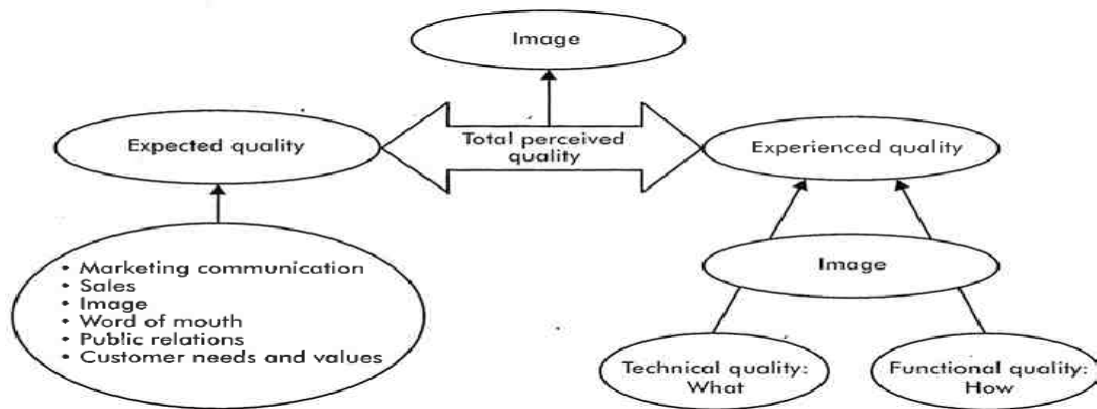 Image
Expected quality
Total perceived
quality
Experienced quality
• Marketing communication
• Sales
• Image
• Word of mouth
• Public relations
• Customer needs and values
Image
Technical quality:
What
Functional quality:
How